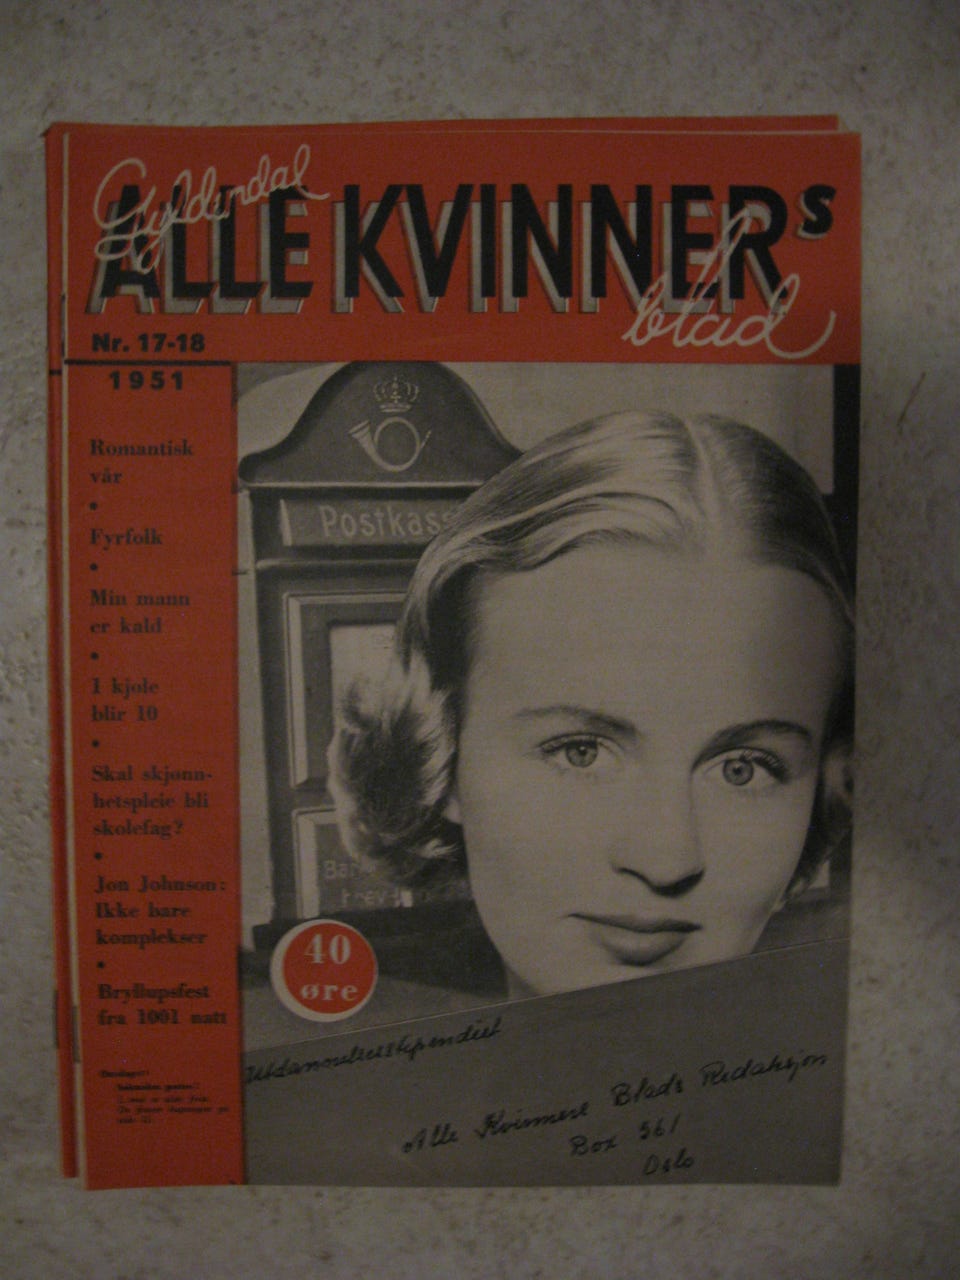 Gyldendal
ALLE KVINNERS
blad
Nr. 17-18
1951
Romantisk
vår
•
Fyrfolk
•
Min mann
er kald
•
1 kjole
blir 10
•
Skal skjønn-
hetspleie bli
skolefag?
•
Jon Johnson:
Ikke bare
komplekser
•
Bryllupsfest
fra 1001 natt
Postkass
40
øre
Utdannelsesstipendiet
Alle Kvinners Blads Redaksjon
Box 561
Oslo